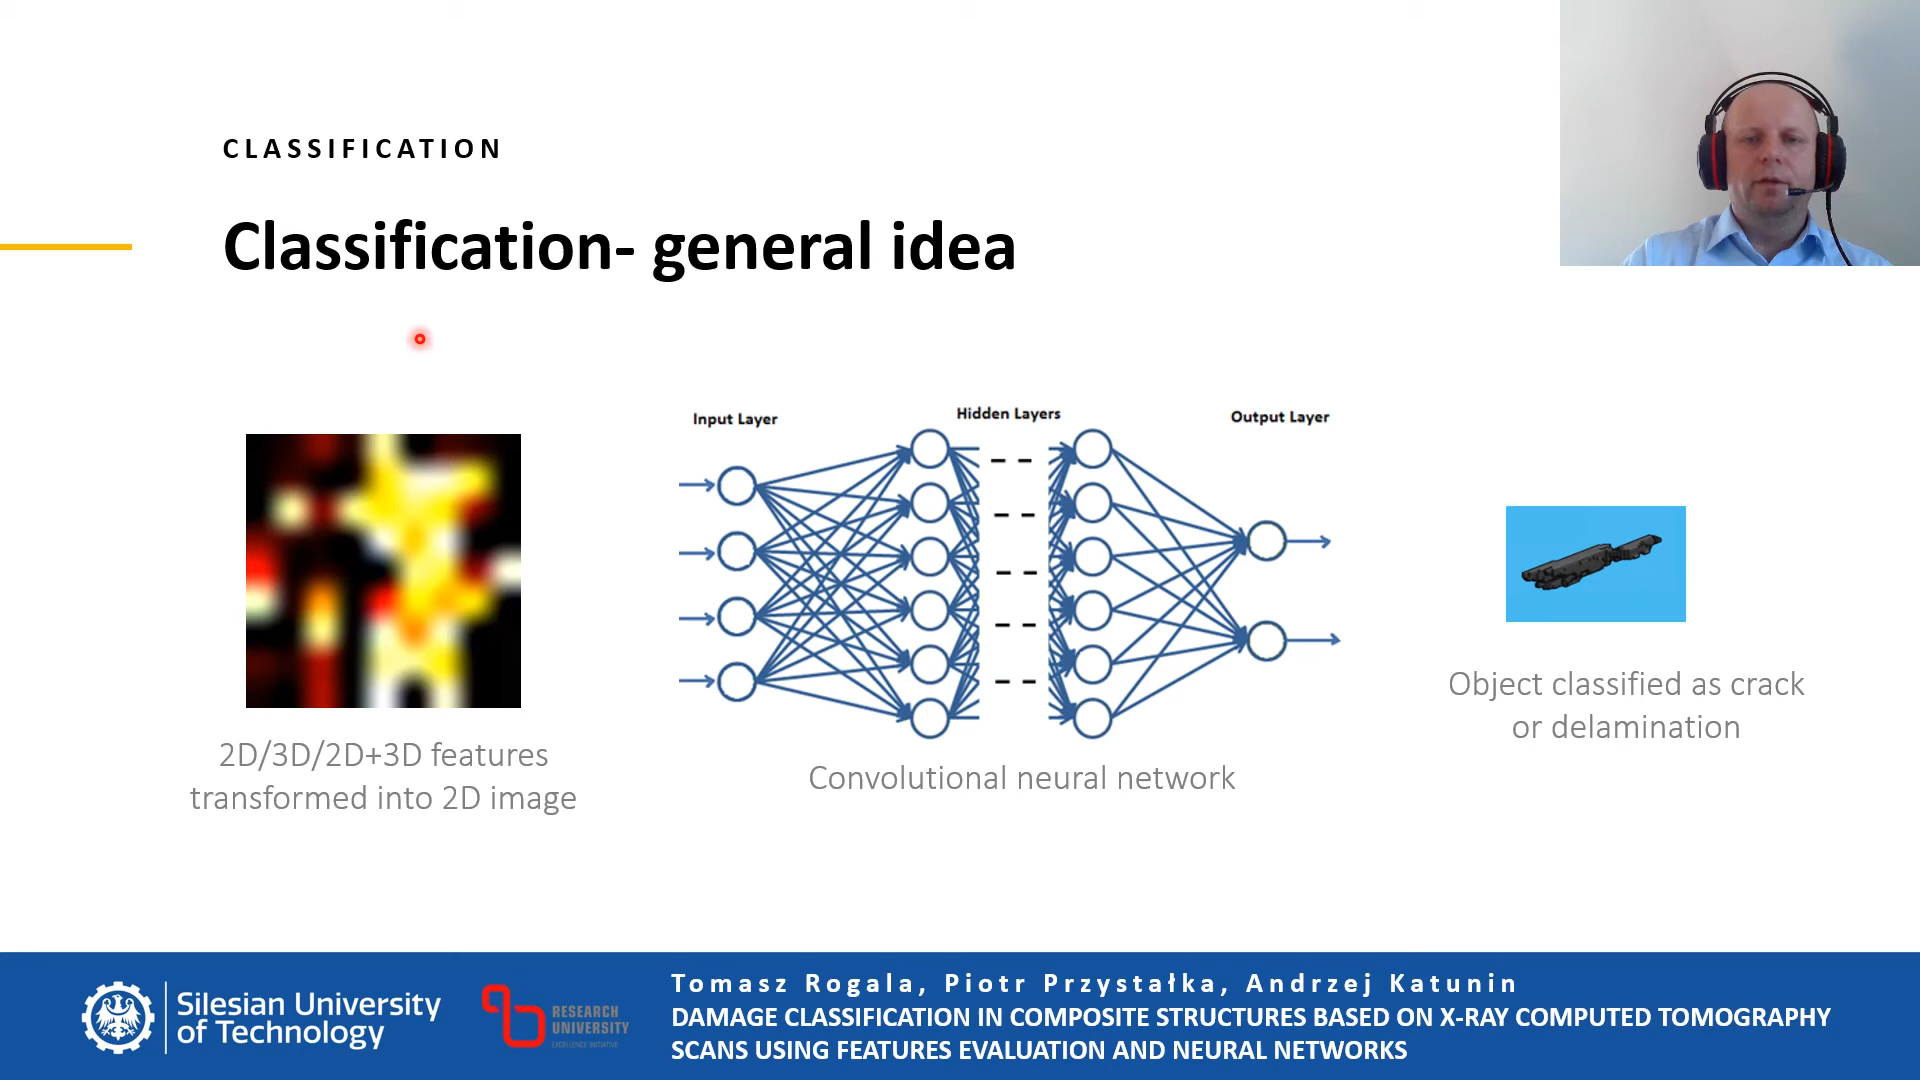 CLASSIFICATION
Classification- general idea
Input Layer
Hidden Layers
Output Layer
2D/3D/2D+3D features
transformed into 2D image
Convolutional neural network
Object classified as crack
or delamination
Silesian University
of Technology
RESEARCH
UNIVERSITY
EXCELLENCE INITIATIVE
Tomasz Rogala, Piotr Przystałka, Andrzej Katunin
DAMAGE CLASSIFICATION IN COMPOSITE STRUCTURES BASED ON X-RAY COMPUTED TOMOGRAPHY
SCANS USING FEATURES EVALUATION AND NEURAL NETWORKS